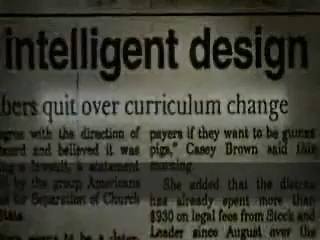 intelligent design
bers quit over curriculum change
with the direction of
and believed it was
a lawsuit, a statement
by the group Americans
for Separation of Church
State
payers if they want to be guinea
pigs," Casey Brown said this
morning.
She added that the district
has already spent more than
$930 on legal fees from Stock and
Leader since August over the